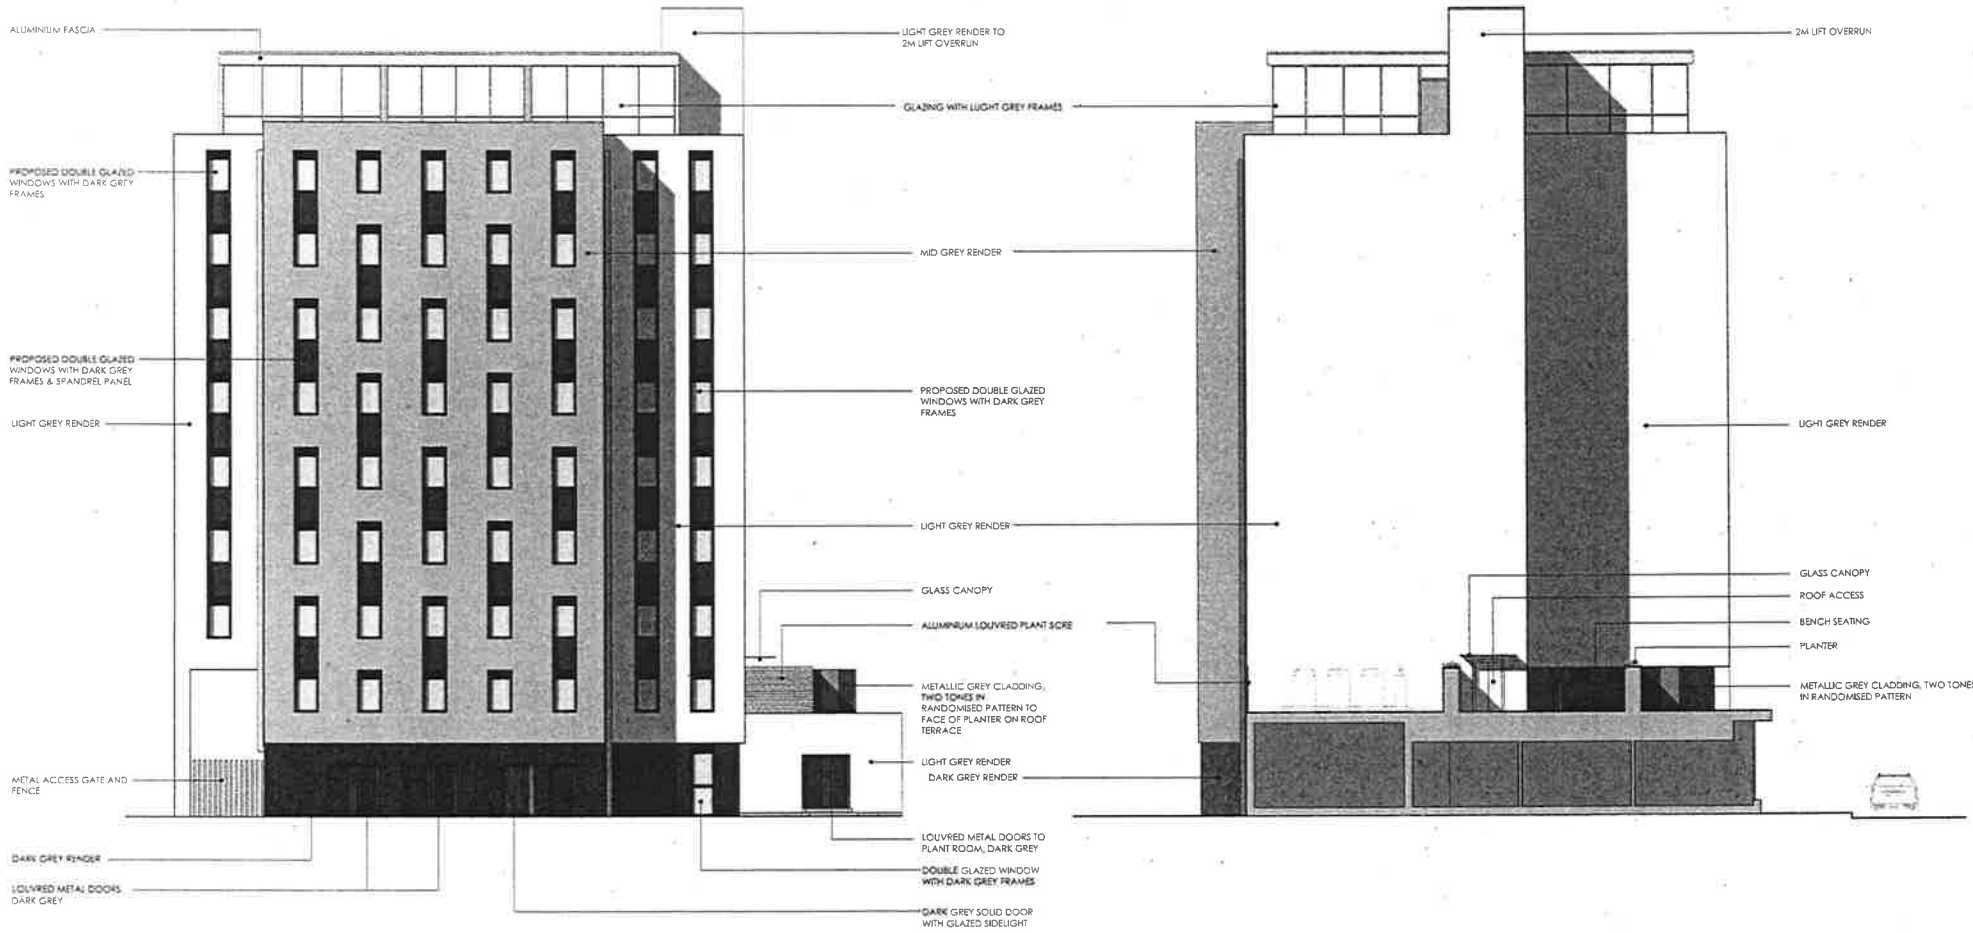 ALUMINIUM FASCIA
PROPOSED DOUBLE GLAZED
WINDOWS WITH DARK GREY
FRAMES
PROPOSED DOUBLE GLAZED
WINDOWS WITH DARK GREY
FRAMES & SPANDREL PANEL
LIGHT GREY RENDER
METAL ACCESS GATE AND
FENCE
DARK GREY RENDER
LOUVRED METAL DOORS
DARK GREY
LIGHT GREY RENDER TO
2M LIFT OVERRUN
GLAZING WITH LUGHT GREY FRAMES
MID GREY RENDER
PROPOSED DOUBLE GLAZED
WINDOWS WITH DARK GREY
FRAMES
LIGHT GREY RENDER
GLASS CANOPY
ALUMINIUM LOUVRED PLANT SCRE
METALLIC GREY CLADDING,
TWO TONES IN
RANDOMISED PATTERN TO
FACE OF PLANTER ON ROOF
TERRACE
LIGHT GREY RENDER
DARK GREY RENDER
LOUVRED METAL DOORS TO
PLANT ROOM, DARK GREY
DOUBLE GLAZED WINDOW
WITH DARK GREY FRAMES
DARK GREY SOLID DOOR
WITH GLAZED SIDELIGHT
2M LIFT OVERRUN
LIGHT GREY RENDER
GLASS CANOPY
ROOF ACCESS
BENCH SEATING
PLANTER
METALLIC GREY CLADDING, TWO TONES
IN RANDOMISED PATTERN